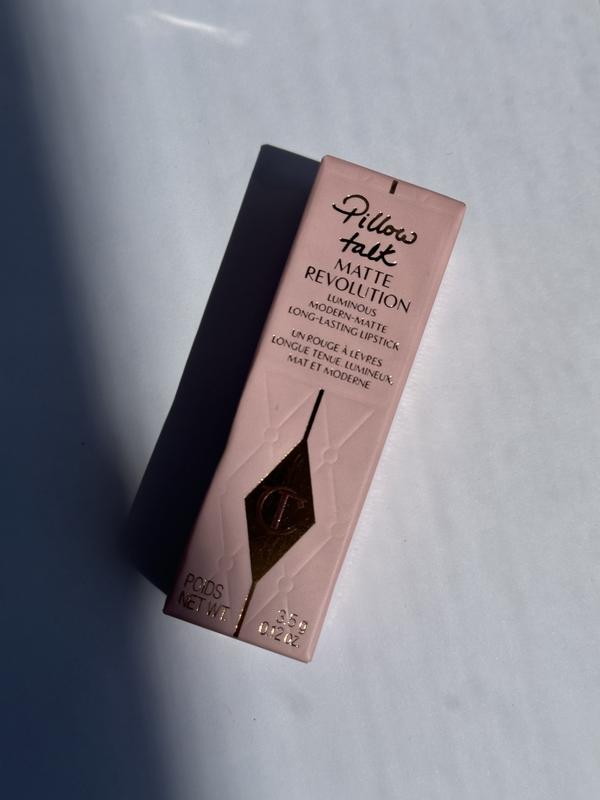 Pillow
talk
MATTE
REVOLUTION
LUMINOUS
MODERN-MATTE
LONG-LASTING LIPSTICK
UN ROUGE À LÈVRES
LONGUE TENUE, LUMINEUX,
MAT ET MODERNE
CT
POIDS 3.5 g
NET WT. 0.12 oz.